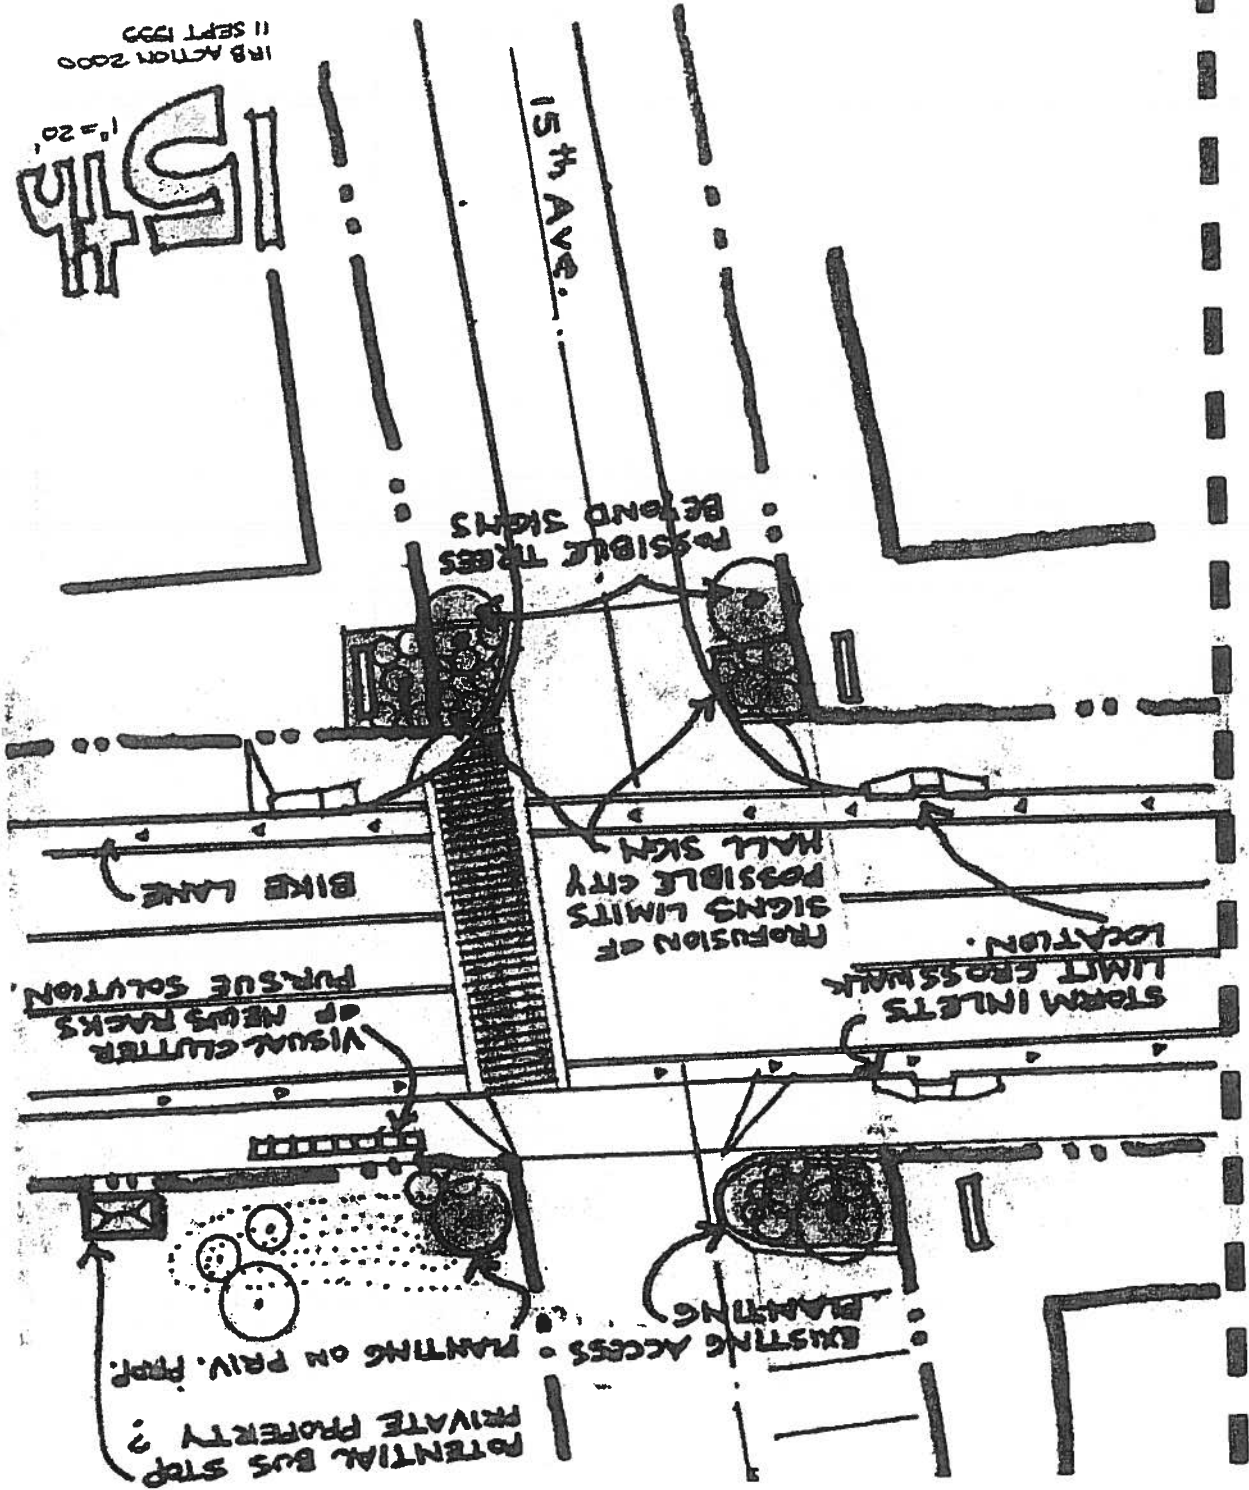 POTENTIAL BUS STOP
PRIVATE PROPERTY ?
EXISTING ACCESS
PLANTING
• PLANTING ON PRIV. PROP.
STORM INLETS
LIMIT CROSSWALK
LOCATION.
VISUAL CLUTTER
OF NEWS RACKS
PURSUE SOLUTION.
PROFUSION OF
SIGNS LIMITS
POSSIBLE CITY
HALL SIGN
BIKE LANE
POSSIBLE TREES
BEYOND SIGNS
15th AVE.
15th
1"=20'
IRB ACTION 2000
11 SEPT 1999